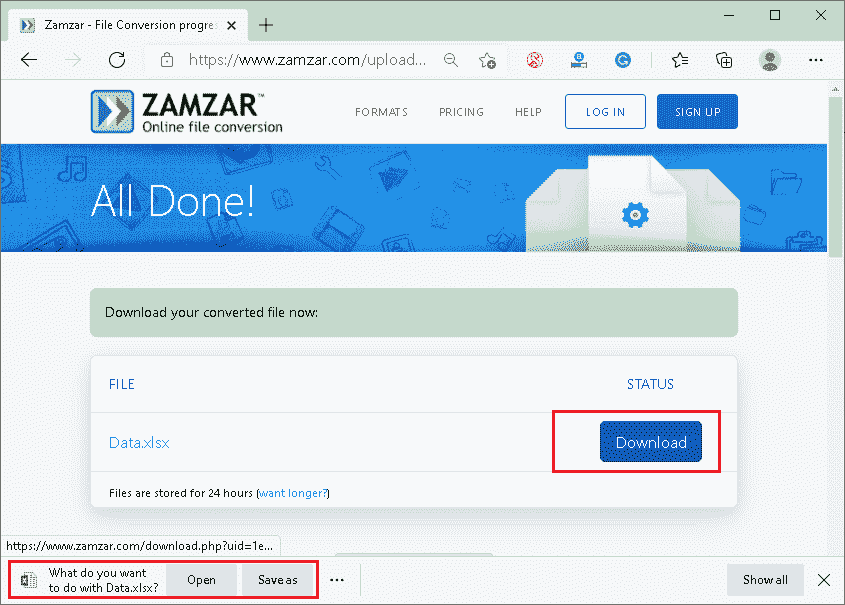 Zamzar - File Conversion progres
https://www.zamzar.com/upload...
ZAMZAR™
Online file conversion
FORMATS PRICING HELP LOG IN SIGN UP
All Done!
Download your converted file now:
FILE STATUS
Data.xlsx Download
Files are stored for 24 hours (want longer?)
https://www.zamzar.com/download.php?uid=1e...
What do you want
to do with Data.xlsx?
Open Save as ... Show all